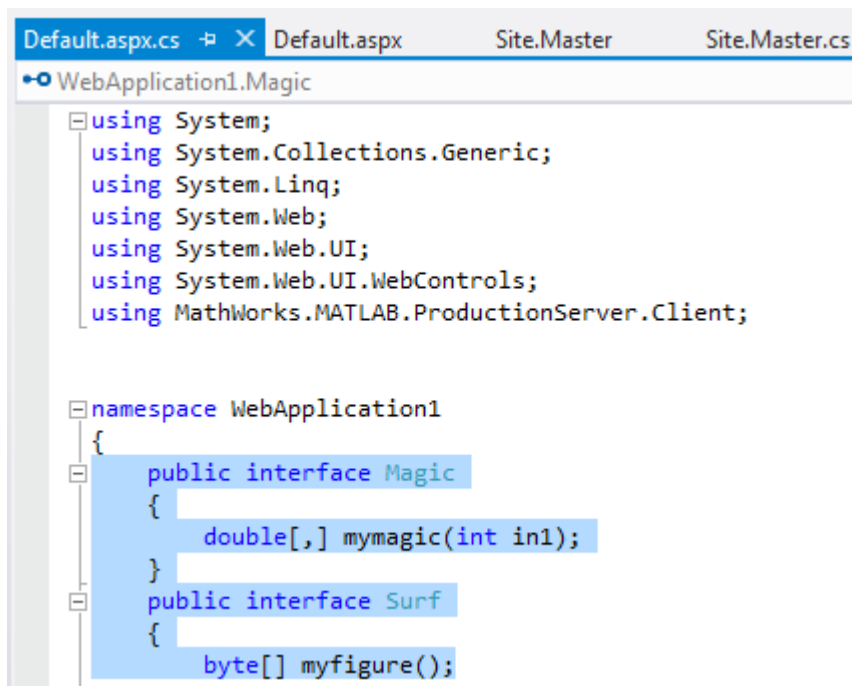 Default.aspx.cs Default.aspx Site.Master Site.Master.cs
WebApplication1.Magic
using System;
using System.Collections.Generic;
using System.Linq;
using System.Web;
using System.Web.UI;
using System.Web.UI.WebControls;
using MathWorks.MATLAB.ProductionServer.Client;
namespace WebApplication1
{
public interface Magic
{
double[,] mymagic(int in1);
}
public interface Surf
{
byte[] myfigure();